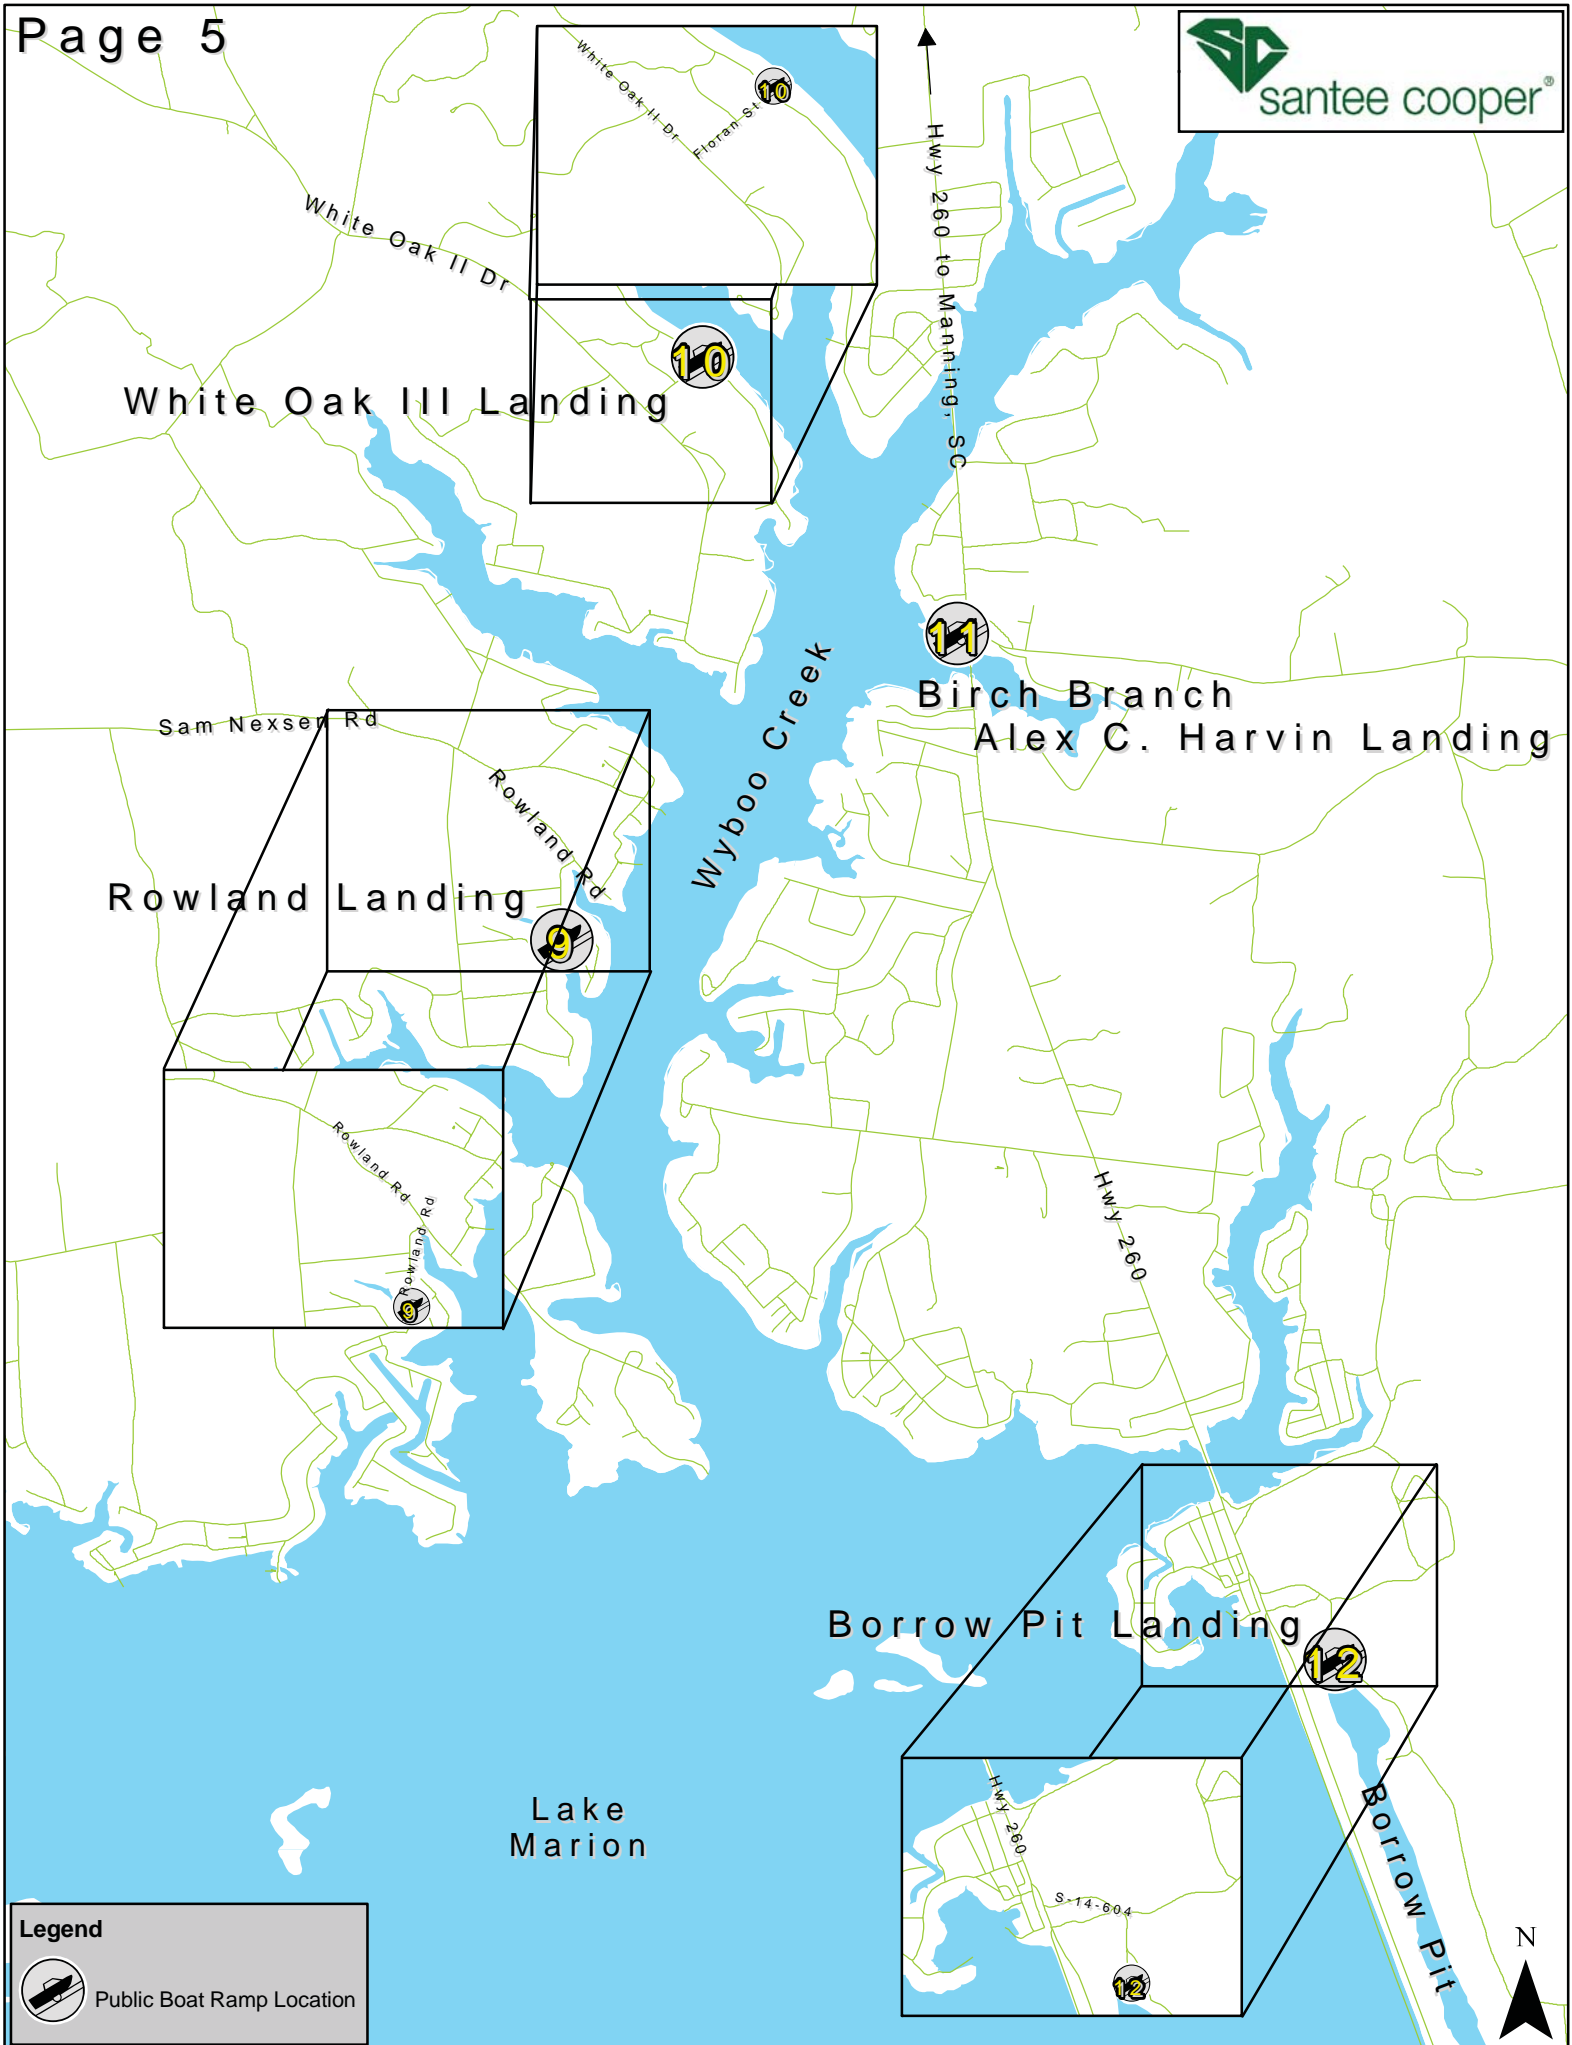 Page 5
santee cooper®
White Oak II Dr
Floran St
10
Hwy 260 to Manning, SC
White Oak II Dr
10
White Oak III Landing
11
Birch Branch
Alex C. Harvin Landing
Wyboo Creek
Sam Nexsen Rd
Rowland Rd
Rowland Landing
9
Rowland Rd
Rowland Rd
9
Hwy 260
Borrow Pit Landing
12
Hwy 260
S-14-604
12
Borrow Pit
Lake
Marion
Legend
Public Boat Ramp Location
N